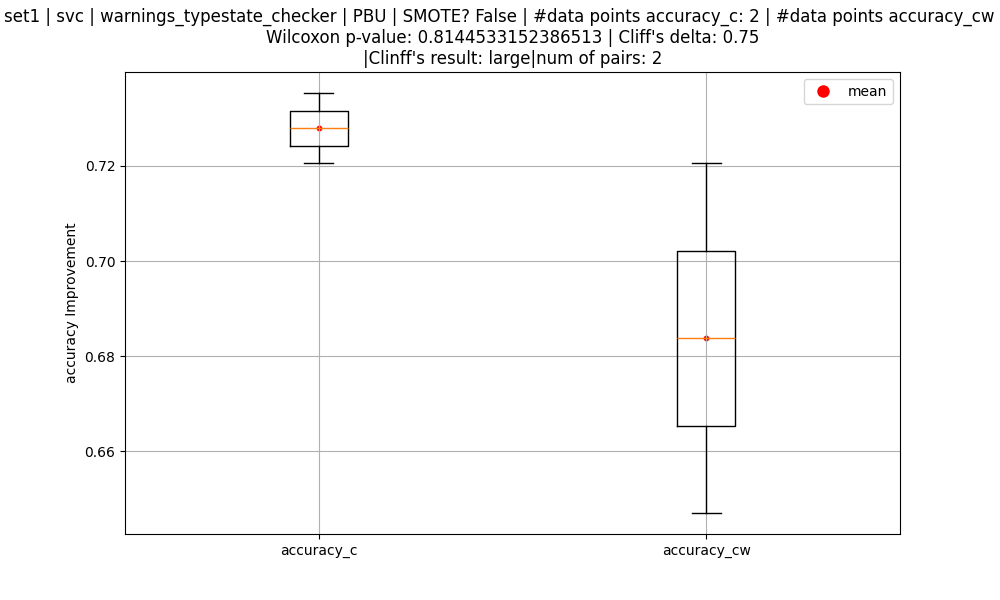 set1 | svc | warnings_typestate_checker | PBU | SMOTE? False | #data points accuracy_c: 2 | #data points accuracy_cw
Wilcoxon p-value: 0.8144533152386513 | Cliff's delta: 0.75
|Clinff's result: large|num of pairs: 2
mean
0.72
0.70
0.68
0.66
accuracy Improvement
accuracy_c
accuracy_cw